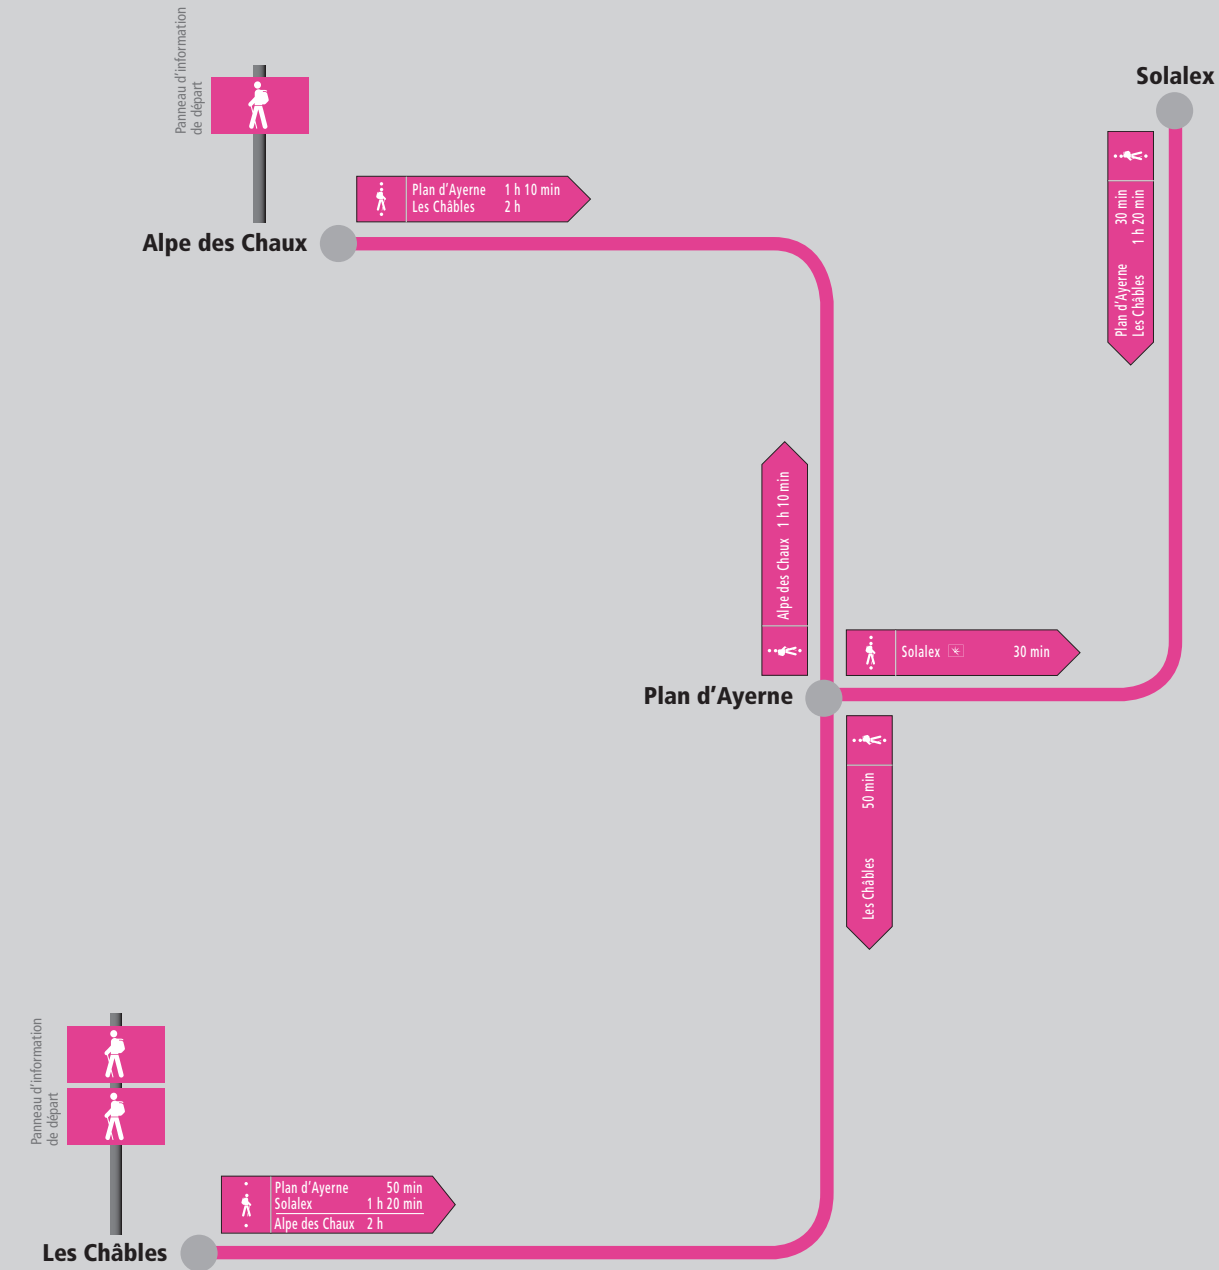 Panneau d'information
de départ
Solalex
Plan d'Ayerne 1 h 10 min
Les Châbles 2 h
Alpe des Chaux
Plan d'Ayerne 30 min
Les Châbles 1 h 20 min
Alpe des Chaux 1 h 10 min
Solalex 30 min
Plan d'Ayerne
Les Châbles 50 min
Panneau d'information
de départ
Plan d'Ayerne 50 min
Solalex 1 h 20 min
Alpe des Chaux 2 h
Les Châbles